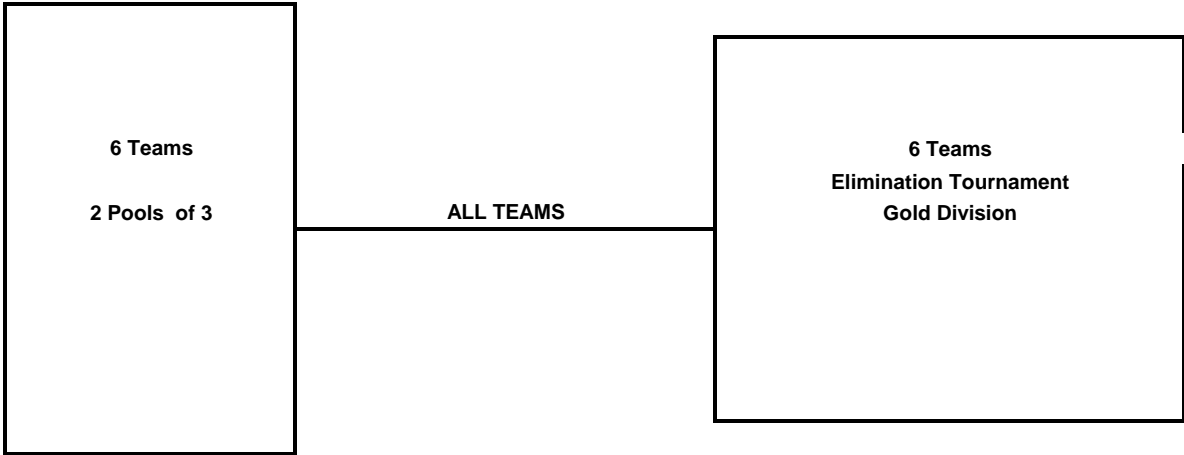 6 Teams
2 Pools of 3
ALL TEAMS
6 Teams
Elimination Tournament
Gold Division